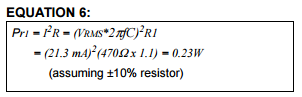 EQUATION 6:
PR1 = I²R = (VRMS*2πfC)²R1
= (21.3 mA)²(470Ω x 1.1) = 0.23W
(assuming ±10% resistor)